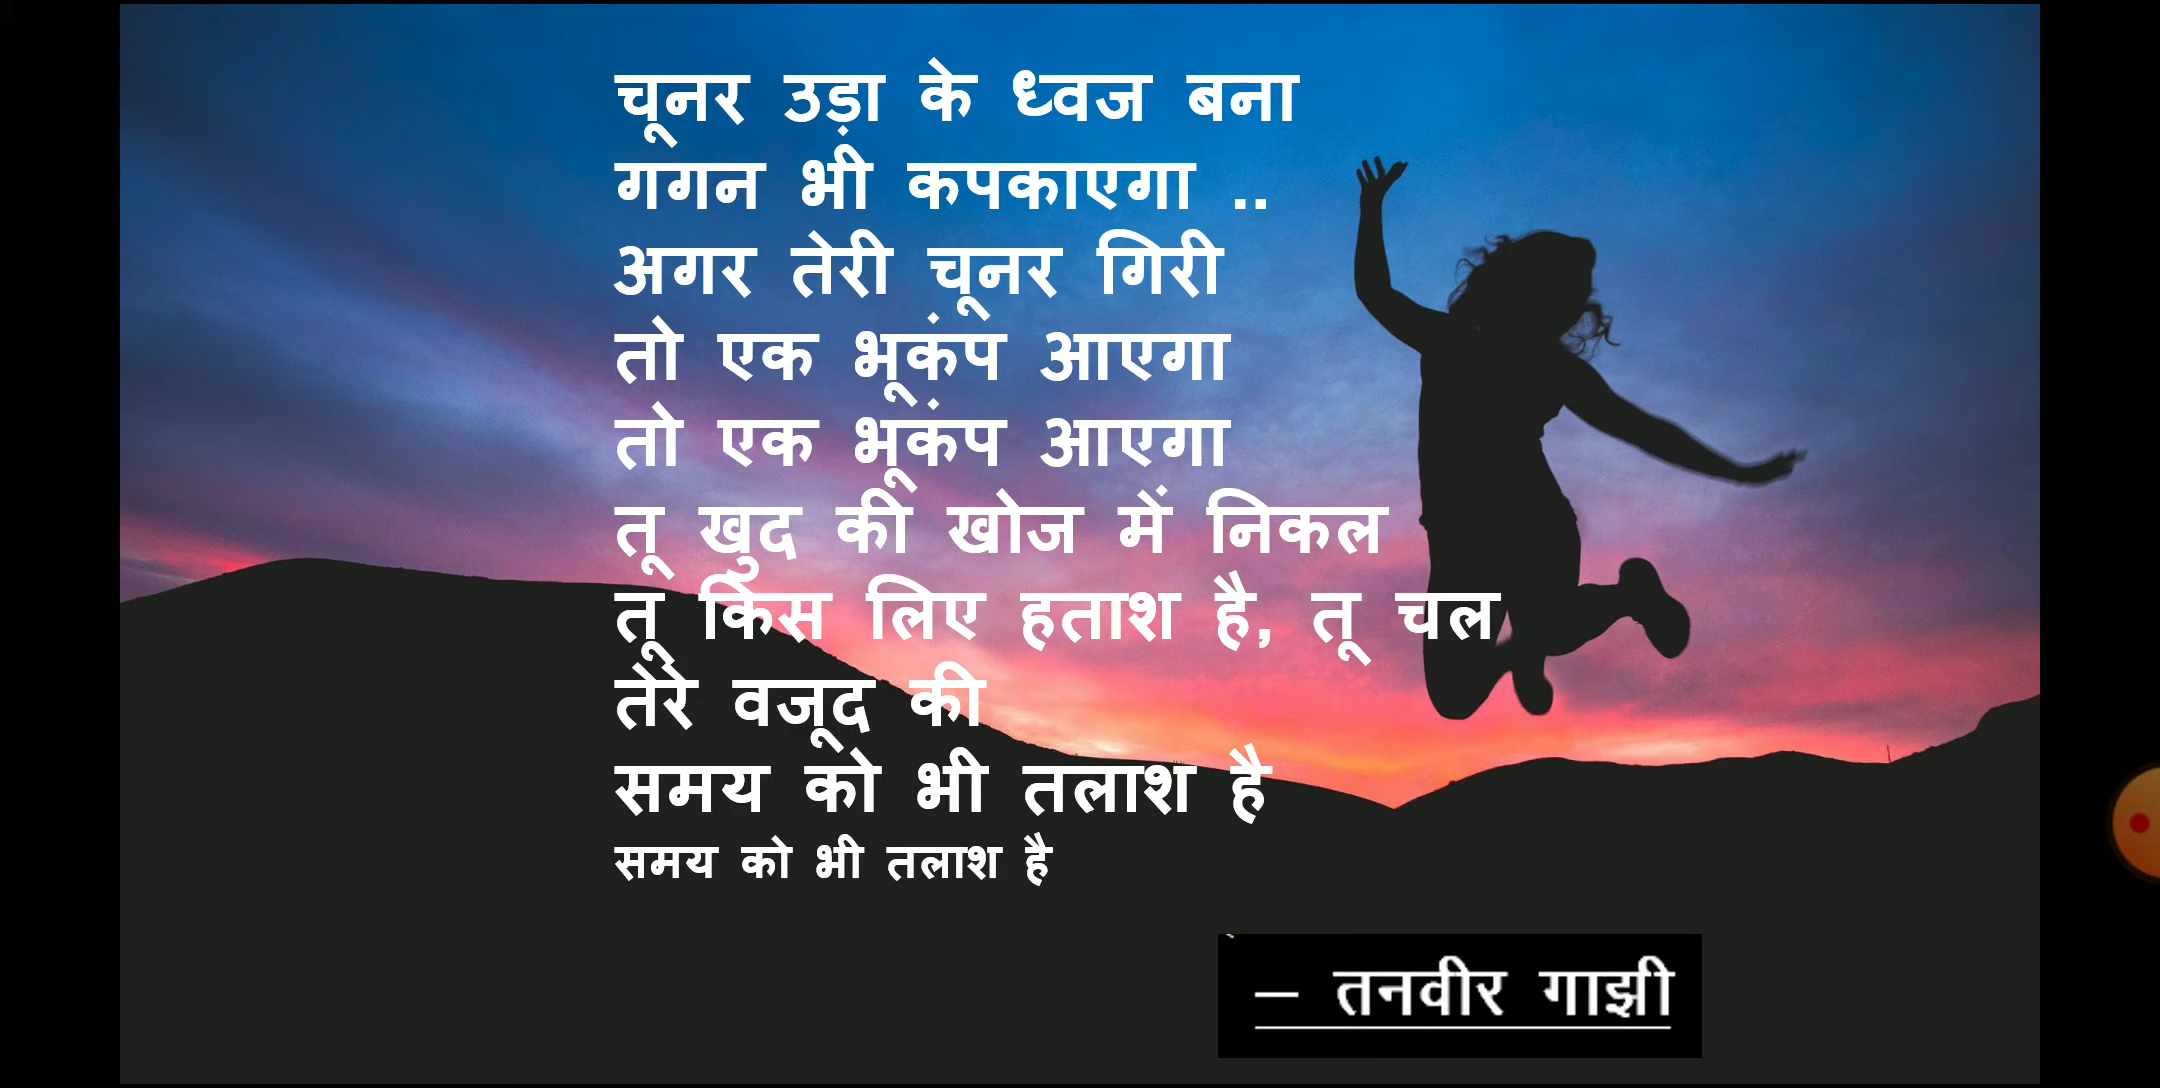 चूनर उड़ा के ध्वज बना
गगन भी कपकाएगा ..
अगर तेरी चूनर गिरी
तो एक भूकंप आएगा
तो एक भूकंप आएगा
तू खुद की खोज में निकल
तू किस लिए हताश है, तू चल
तेरे वजूद की
समय को भी तलाश है
समय को भी तलाश है
— तनवीर गाझी